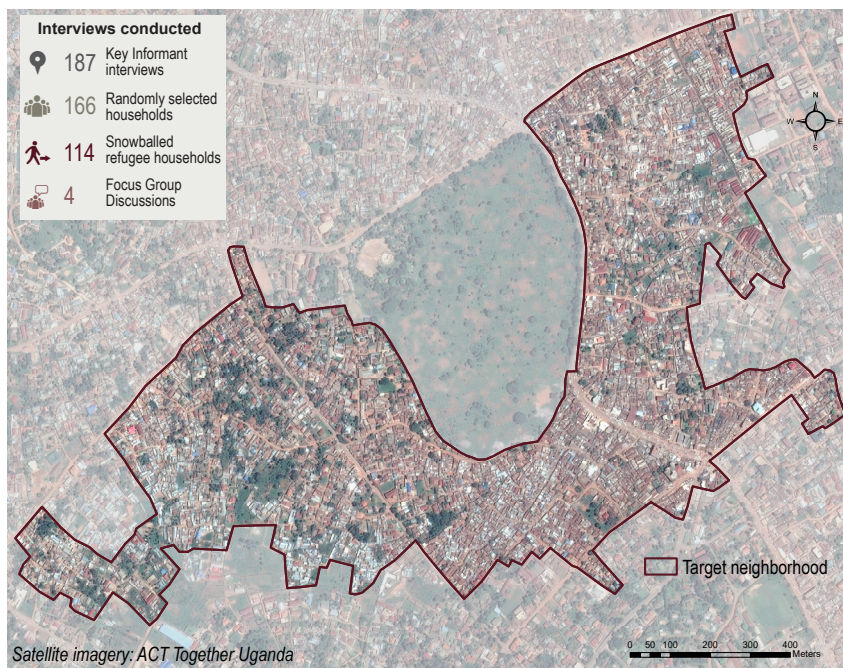 Interviews conducted
187 Key Informant
interviews
166 Randomly selected
households
114 Snowballed
refugee households
4 Focus Group
Discussions
N
W E
S
Target neighborhood
Satellite imagery: ACT Together Uganda
0 50 100 200 300 400
Meters